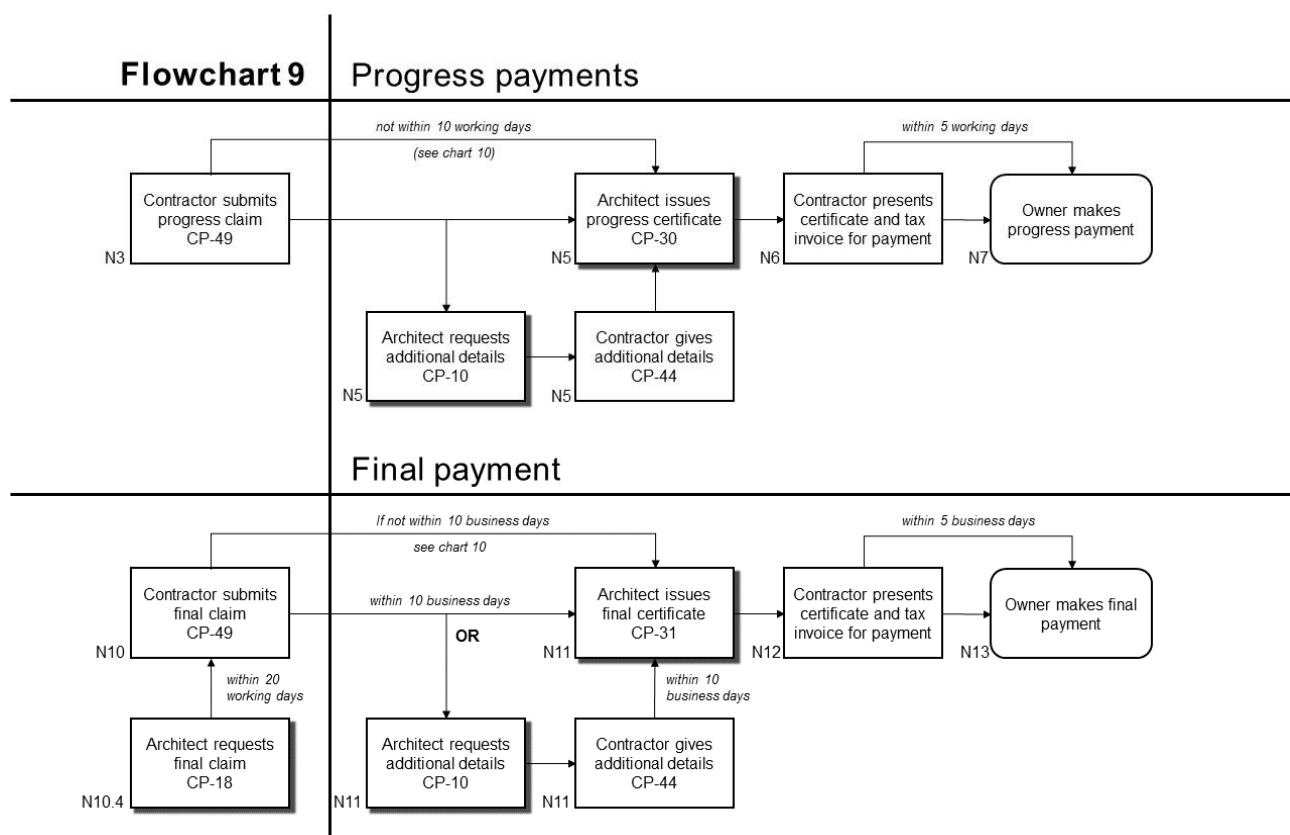 Flowchart 9
Progress payments
not within 10 working days
(see chart 10)
within 5 working days
Contractor submits
progress claim
CP-49
N3
Architect issues
progress certificate
CP-30
N5
Contractor presents
certificate and tax
invoice for payment
N6
Owner makes
progress payment
N7
Architect requests
additional details
CP-10
N5
Contractor gives
additional details
CP-44
N5
Final payment
If not within 10 business days
see chart 10
within 5 business days
Contractor submits
final claim
CP-49
N10
within 10 business days
OR
Architect issues
final certificate
CP-31
N11
Contractor presents
certificate and tax
invoice for payment
N12
Owner makes final
payment
N13
within 20
working days
within 10
business days
Architect requests
final claim
CP-18
N10.4
Architect requests
additional details
CP-10
N11
Contractor gives
additional details
CP-44
N11